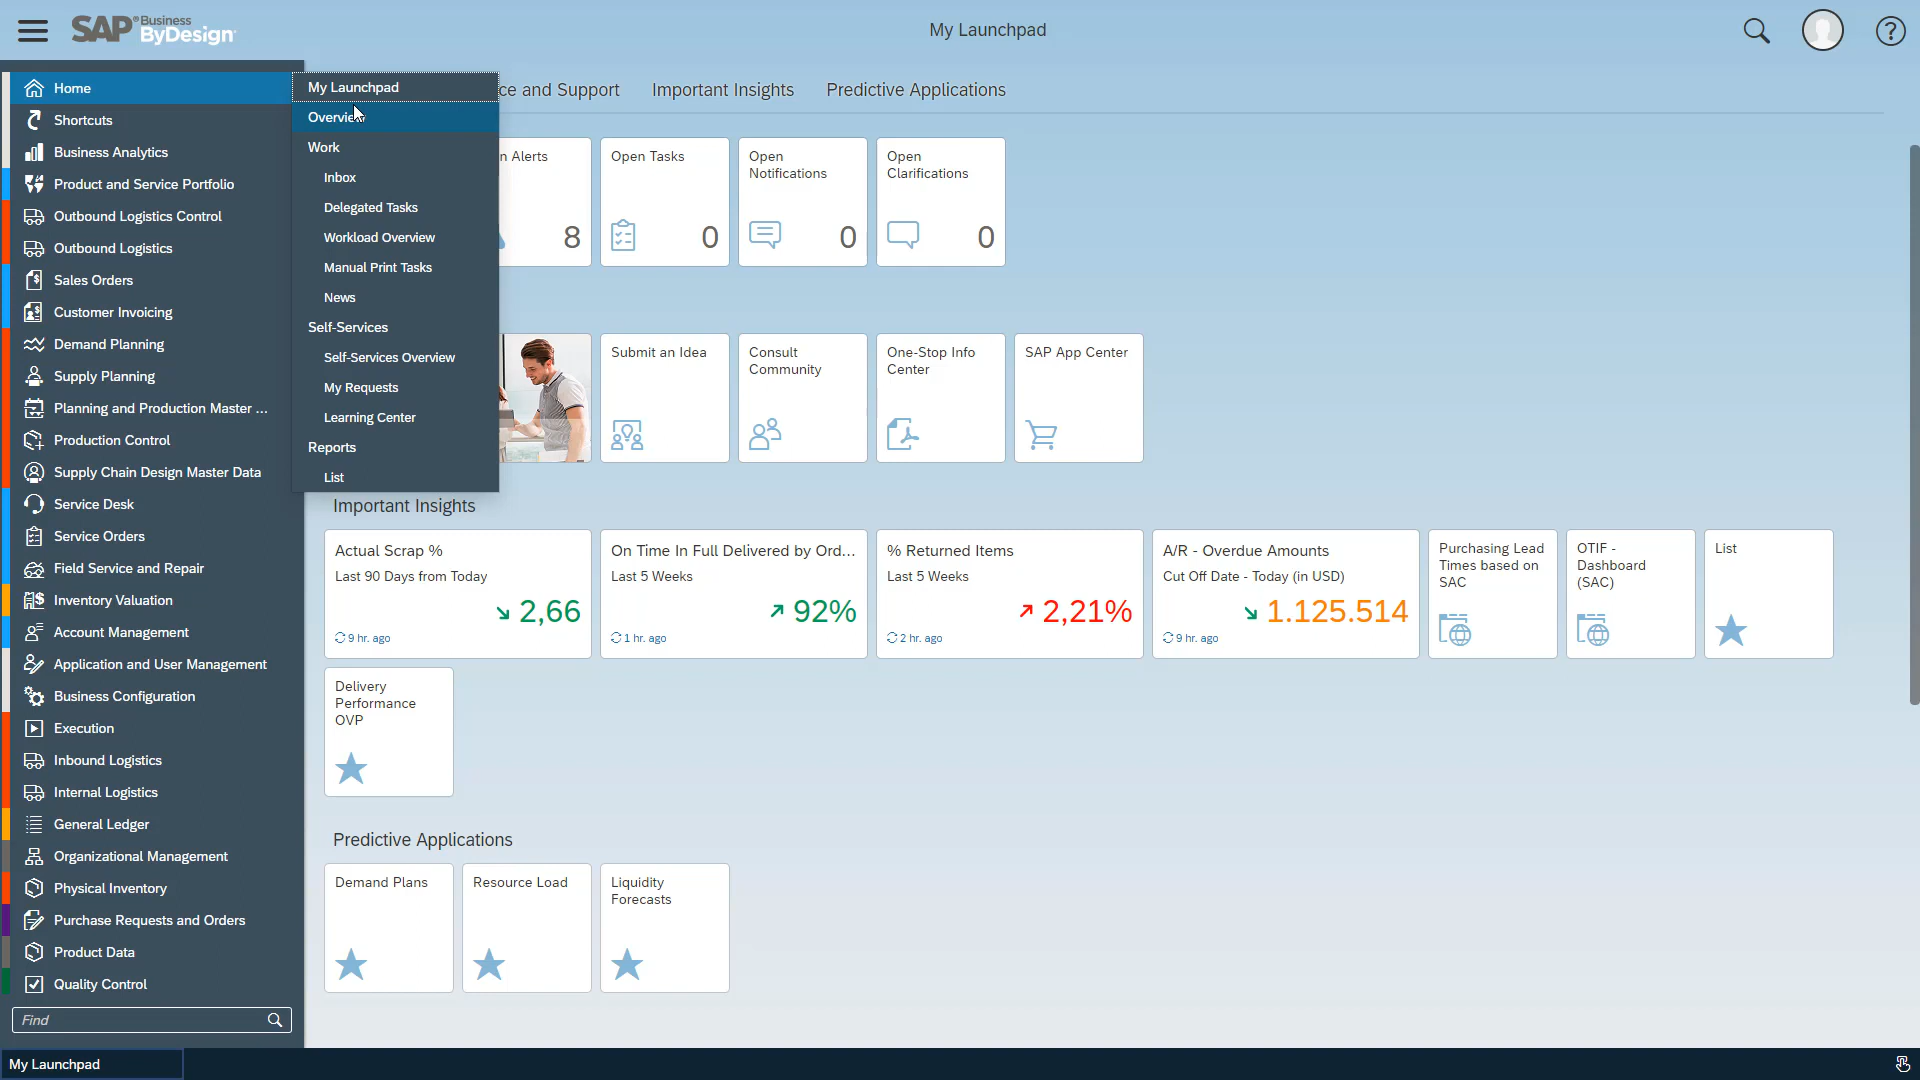 SAP® Business ByDesign
My Launchpad
?
Home
Shortcuts
Business Analytics
Product and Service Portfolio
Outbound Logistics Control
Outbound Logistics
Sales Orders
Customer Invoicing
Demand Planning
Supply Planning
Planning and Production Master ...
Production Control
Supply Chain Design Master Data
Service Desk
Service Orders
Field Service and Repair
Inventory Valuation
Account Management
Application and User Management
Business Configuration
Execution
Inbound Logistics
Internal Logistics
General Ledger
Organizational Management
Physical Inventory
Purchase Requests and Orders
Product Data
Quality Control
Find
My Launchpad
Overview
Work
Inbox
Delegated Tasks
Workload Overview
Manual Print Tasks
News
Self-Services
Self-Services Overview
My Requests
Learning Center
Reports
List
ce and Support
Important Insights
Predictive Applications
n Alerts
8
Open Tasks
0
Open
Notifications
0
Open
Clarifications
0
Submit an Idea
Consult
Community
One-Stop Info
Center
SAP App Center
Important Insights
Actual Scrap %
Last 90 Days from Today
2,66
9 hr. ago
On Time In Full Delivered by Ord...
Last 5 Weeks
92%
1 hr. ago
% Returned Items
Last 5 Weeks
2,21%
2 hr. ago
A/R - Overdue Amounts
Cut Off Date - Today (in USD)
1.125.514
9 hr. ago
Purchasing Lead
Times based on
SAC
OTIF -
Dashboard
(SAC)
List
Delivery
Performance
OVP
Predictive Applications
Demand Plans
Resource Load
Liquidity
Forecasts
My Launchpad